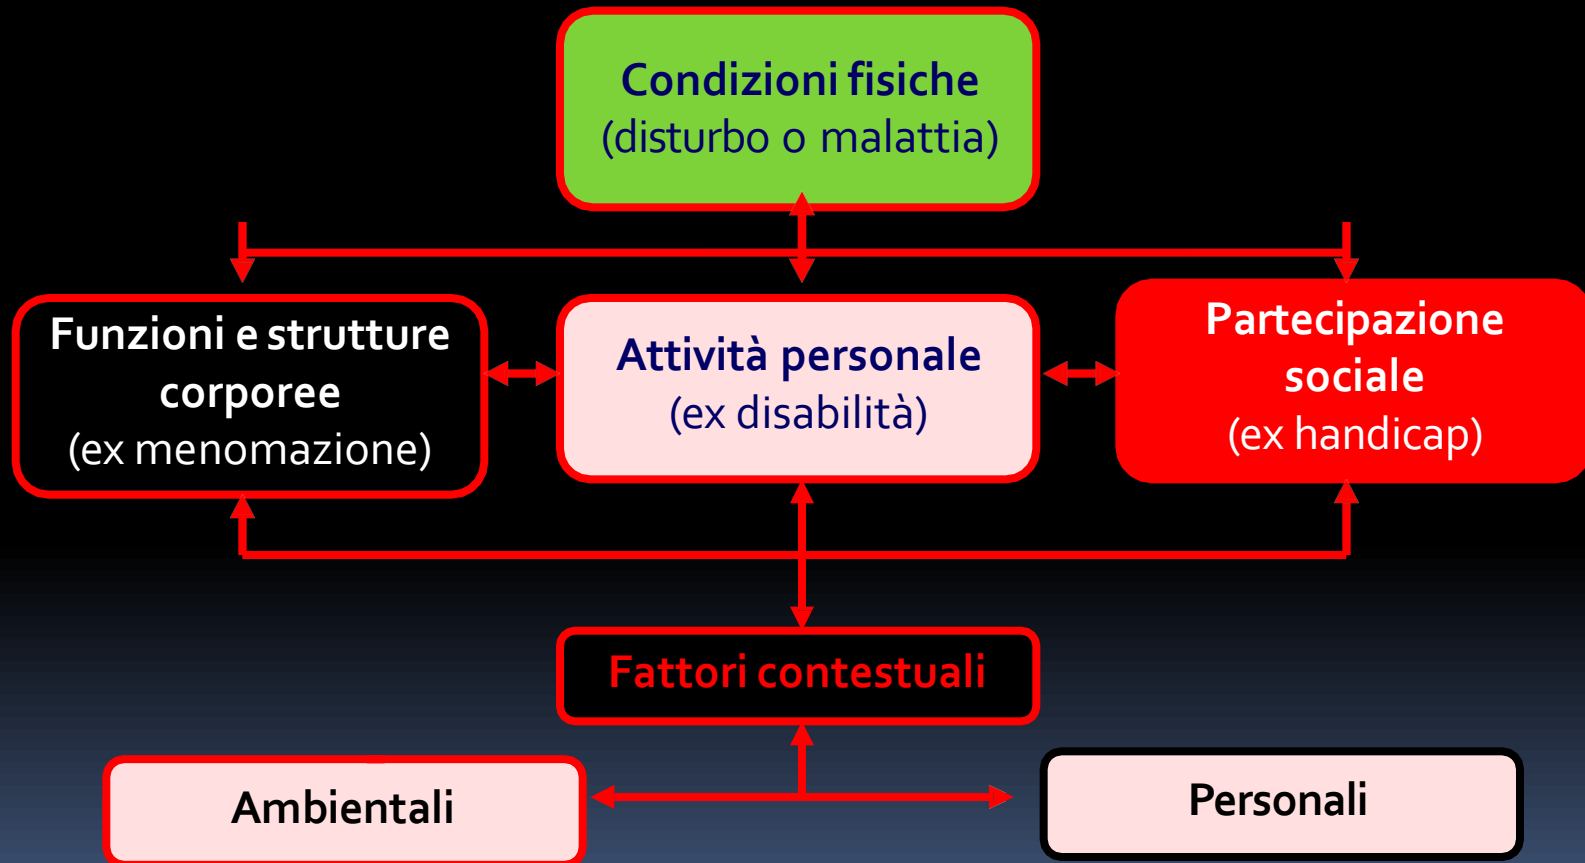 Condizioni fisiche
(disturbo o malattia)
Funzioni e strutture
corporee
(ex menomazione)
Attività personale
(ex disabilità)
Partecipazione
sociale
(ex handicap)
Fattori contestuali
Ambientali
Personali